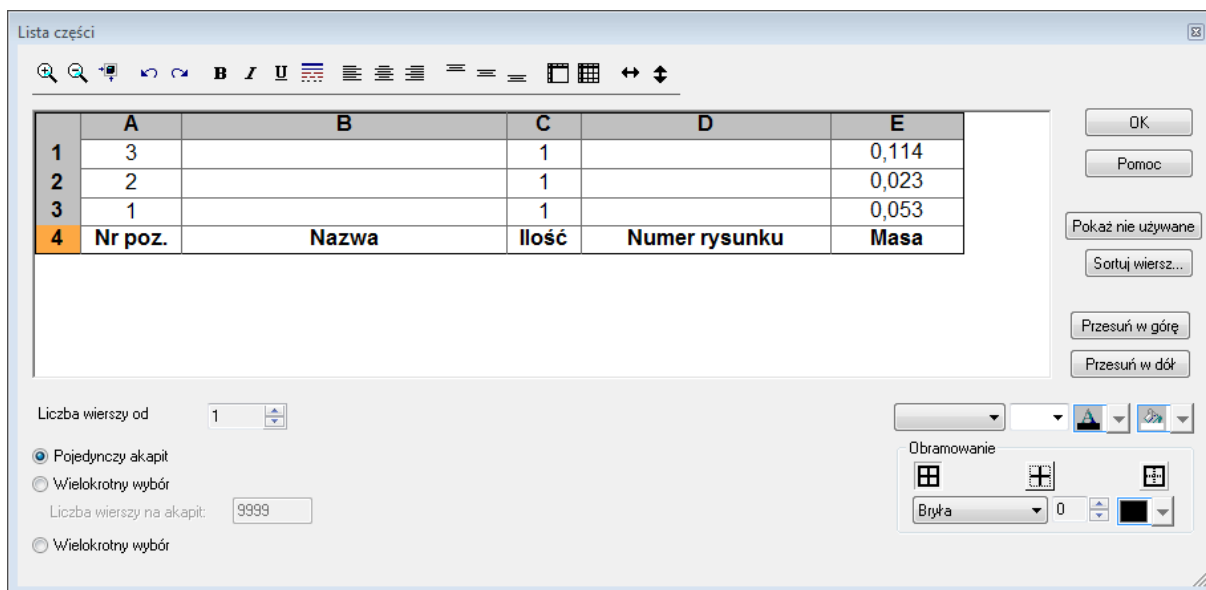 Lista części
B I U
A B C D E
1 3 1 0,114
2 2 1 0,023
3 1 1 0,053
4 Nr poz. Nazwa Ilość Numer rysunku Masa
OK
Pomoc
Pokaż nie używane
Sortuj wiersz...
Przesuń w górę
Przesuń w dół
Liczba wierszy od 1
Pojedynczy akapit
Wielokrotny wybór
Liczba wierszy na akapit: 9999
Wielokrotny wybór
A
Obramowanie
Bryła 0